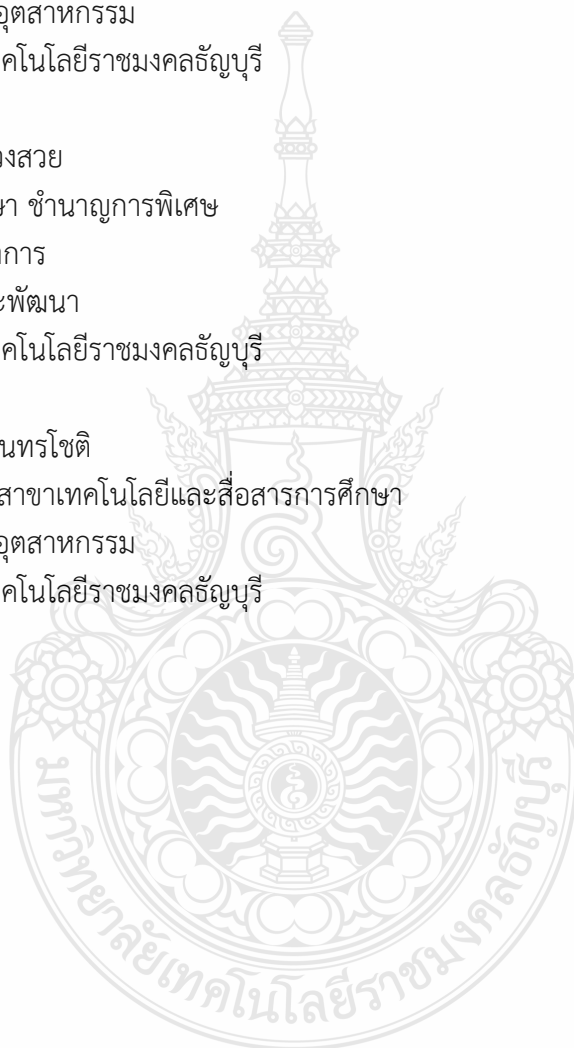 อุตสาหกรรม
คโนโลยีราชมงคลธัญบุรี
วงสวย
ษา ชำนาญการพิเศษ
าการ
ะพัฒนา
คโนโลยีราชมงคลธัญบุรี
นทรโชติ
สาขาเทคโนโลยีและสื่อสารการศึกษา
อุตสาหกรรม
คโนโลยีราชมงคลธัญบุรี
มหาวิทยาลัยเทคโนโลยีราชมงคลธัญบุรี